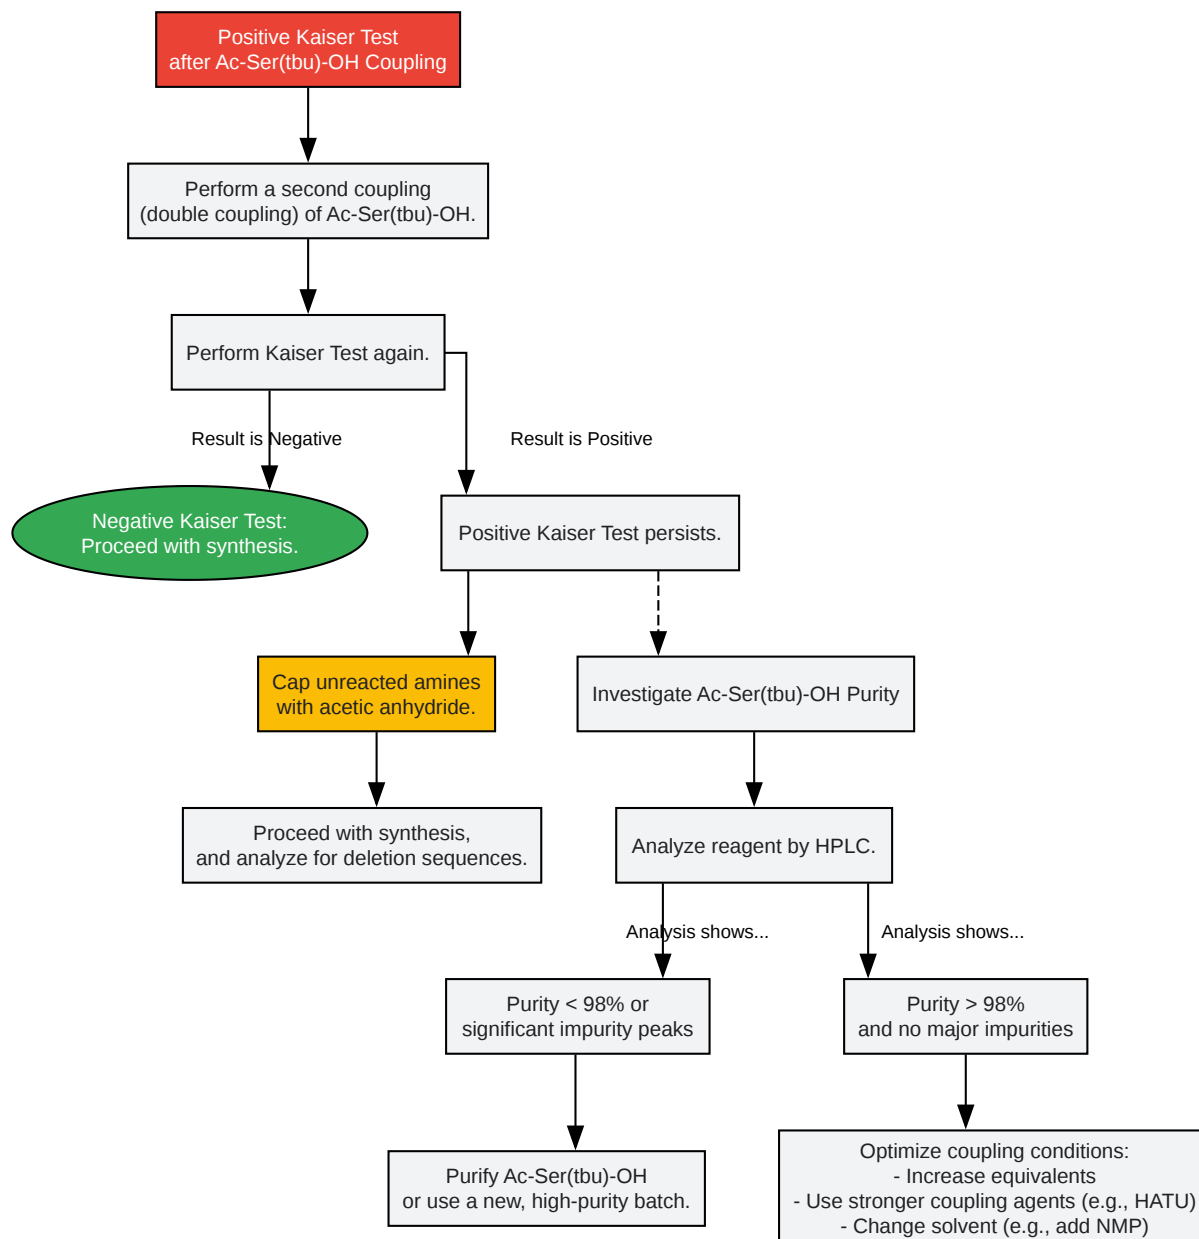 Positive Kaiser Test
after Ac-Ser(tbu)-OH Coupling
Perform a second coupling
(double coupling) of Ac-Ser(tbu)-OH.
Perform Kaiser Test again.
Result is Negative
Result is Positive
Negative Kaiser Test:
Proceed with synthesis.
Positive Kaiser Test persists.
Cap unreacted amines
with acetic anhydride.
Investigate Ac-Ser(tbu)-OH Purity
Proceed with synthesis,
and analyze for deletion sequences.
Analyze reagent by HPLC.
Analysis shows...
Analysis shows...
Purity < 98% or
significant impurity peaks
Purity > 98%
and no major impurities
Purify Ac-Ser(tbu)-OH
or use a new, high-purity batch.
Optimize coupling conditions:
- Increase equivalents
- Use stronger coupling agents (e.g., HATU)
- Change solvent (e.g., add NMP)